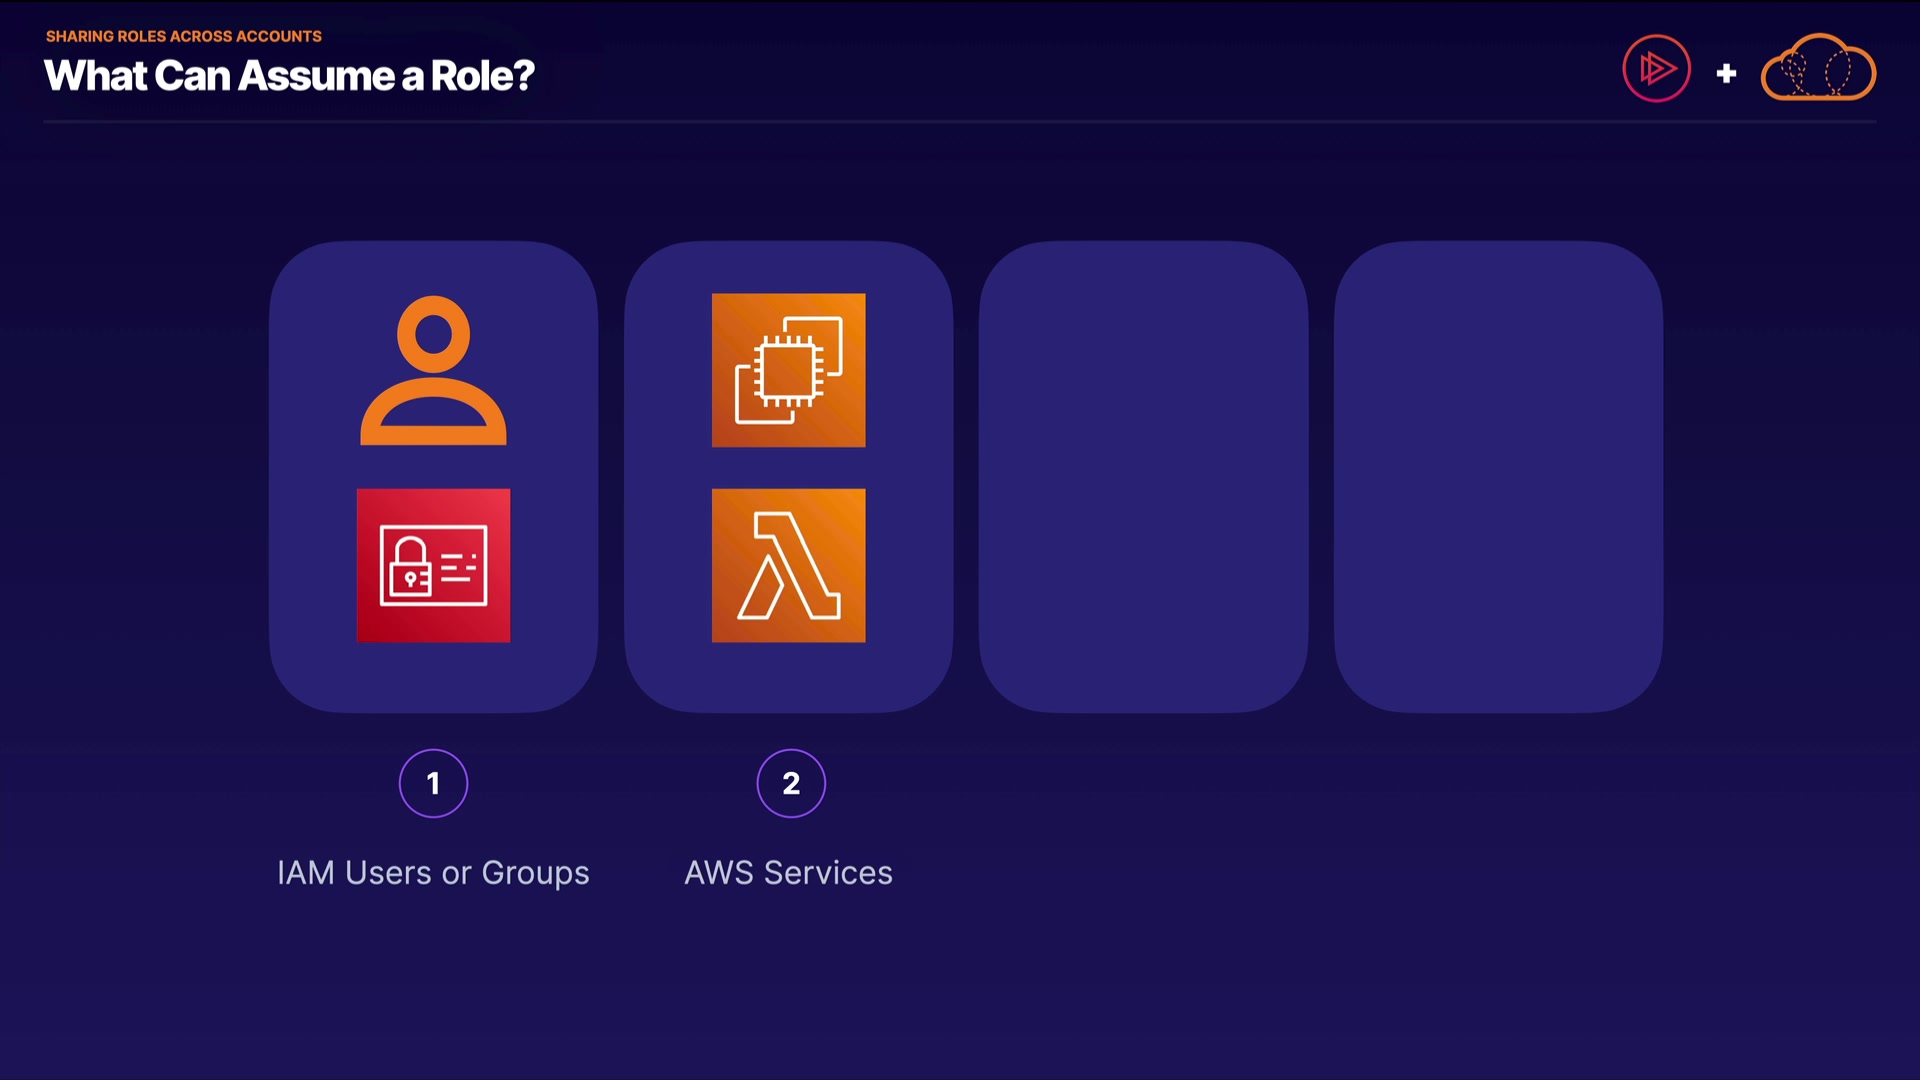 SHARING ROLES ACROSS ACCOUNTS
What Can Assume a Role?
1
2
IAM Users or Groups
AWS Services